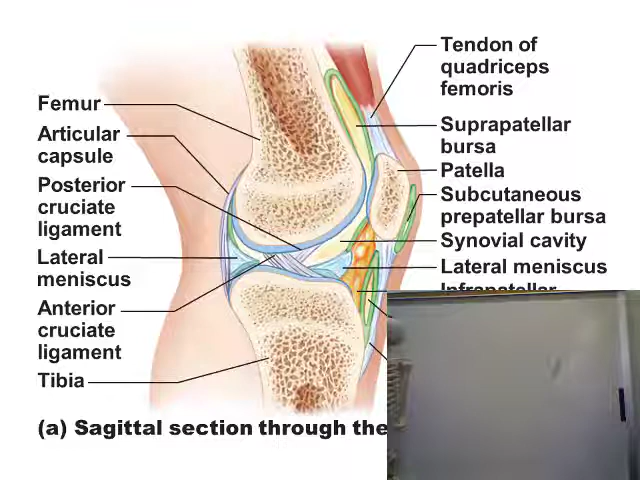 Femur
Articular
capsule
Posterior
cruciate
ligament
Lateral
meniscus
Anterior
cruciate
ligament
Tibia
Tendon of
quadriceps
femoris
Suprapatellar
bursa
Patella
Subcutaneous
prepatellar bursa
Synovial cavity
Lateral meniscus
Infrapatellar
(a) Sagittal section through the